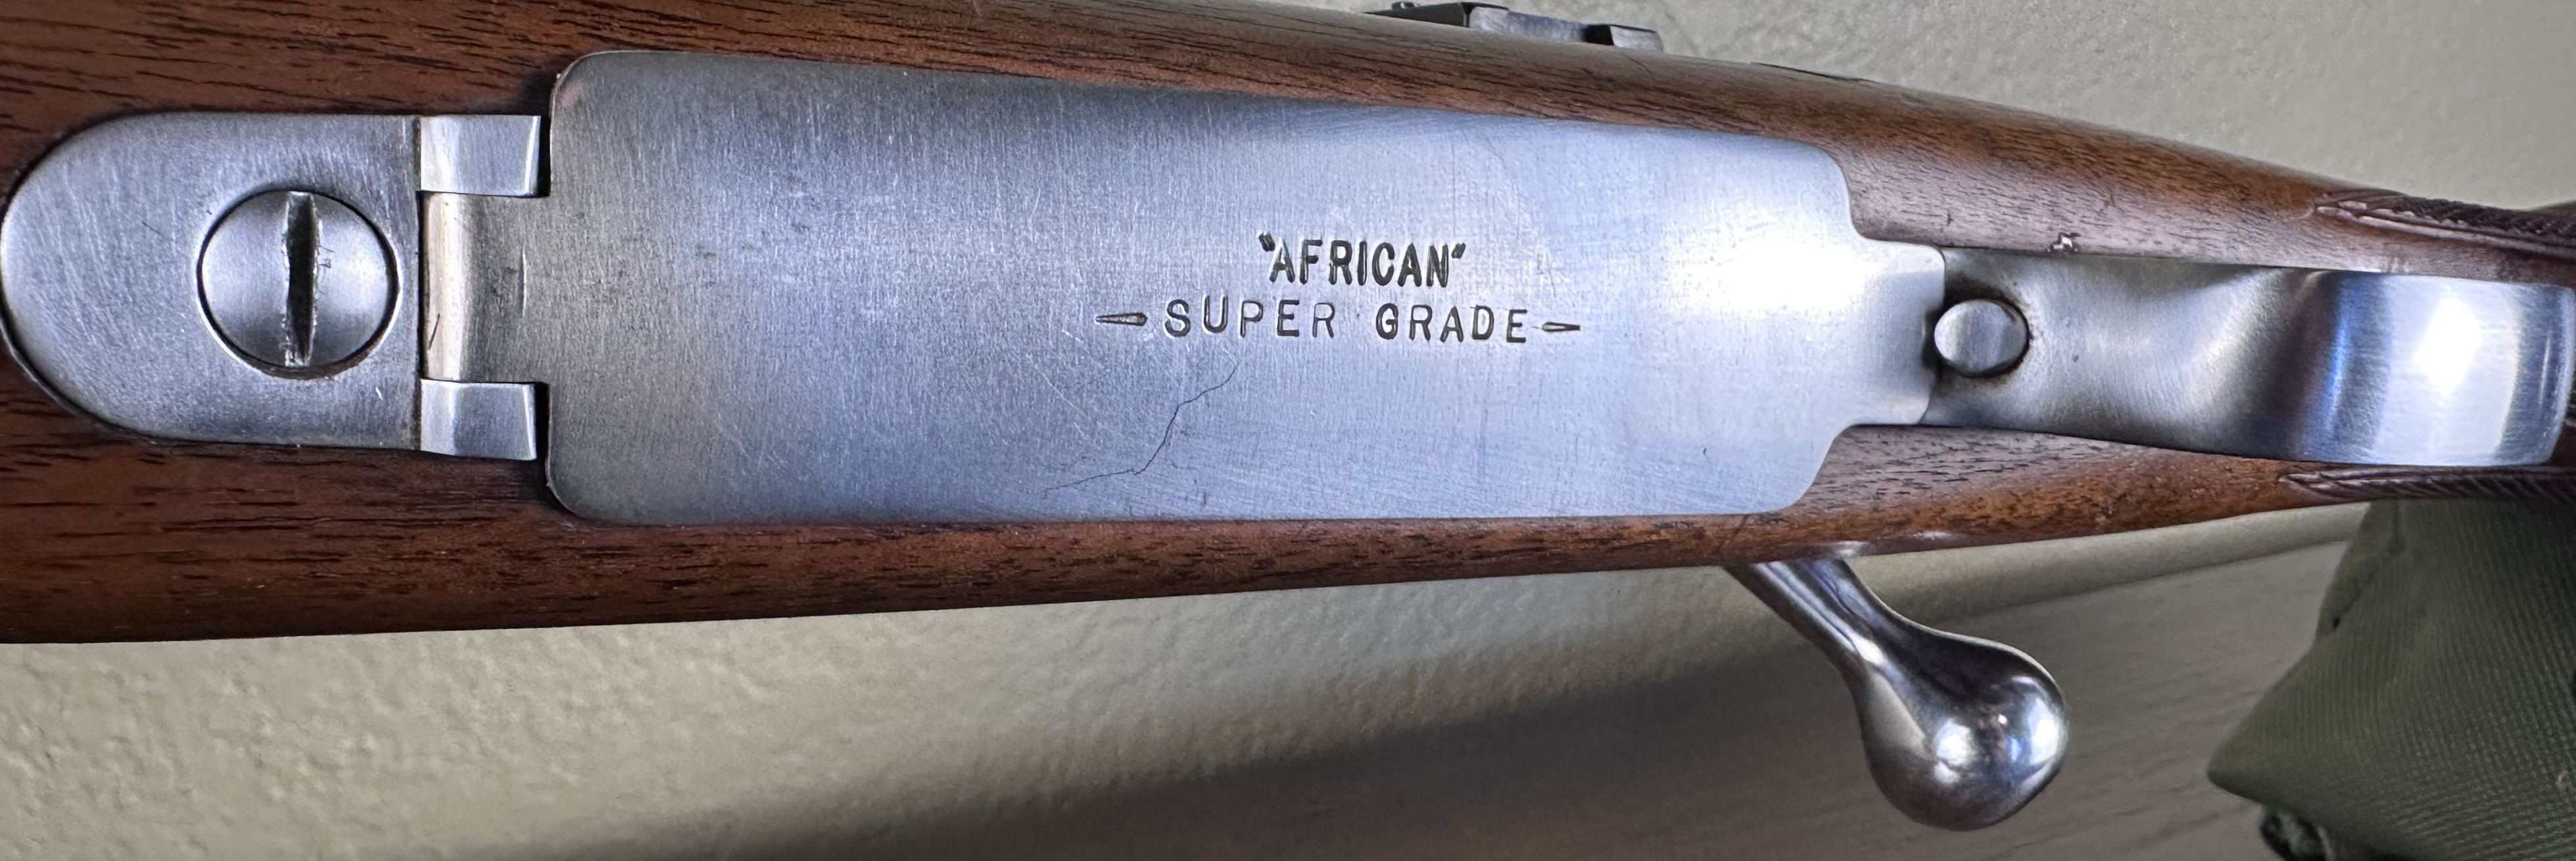 "AFRICAN"
-SUPER GRADE-